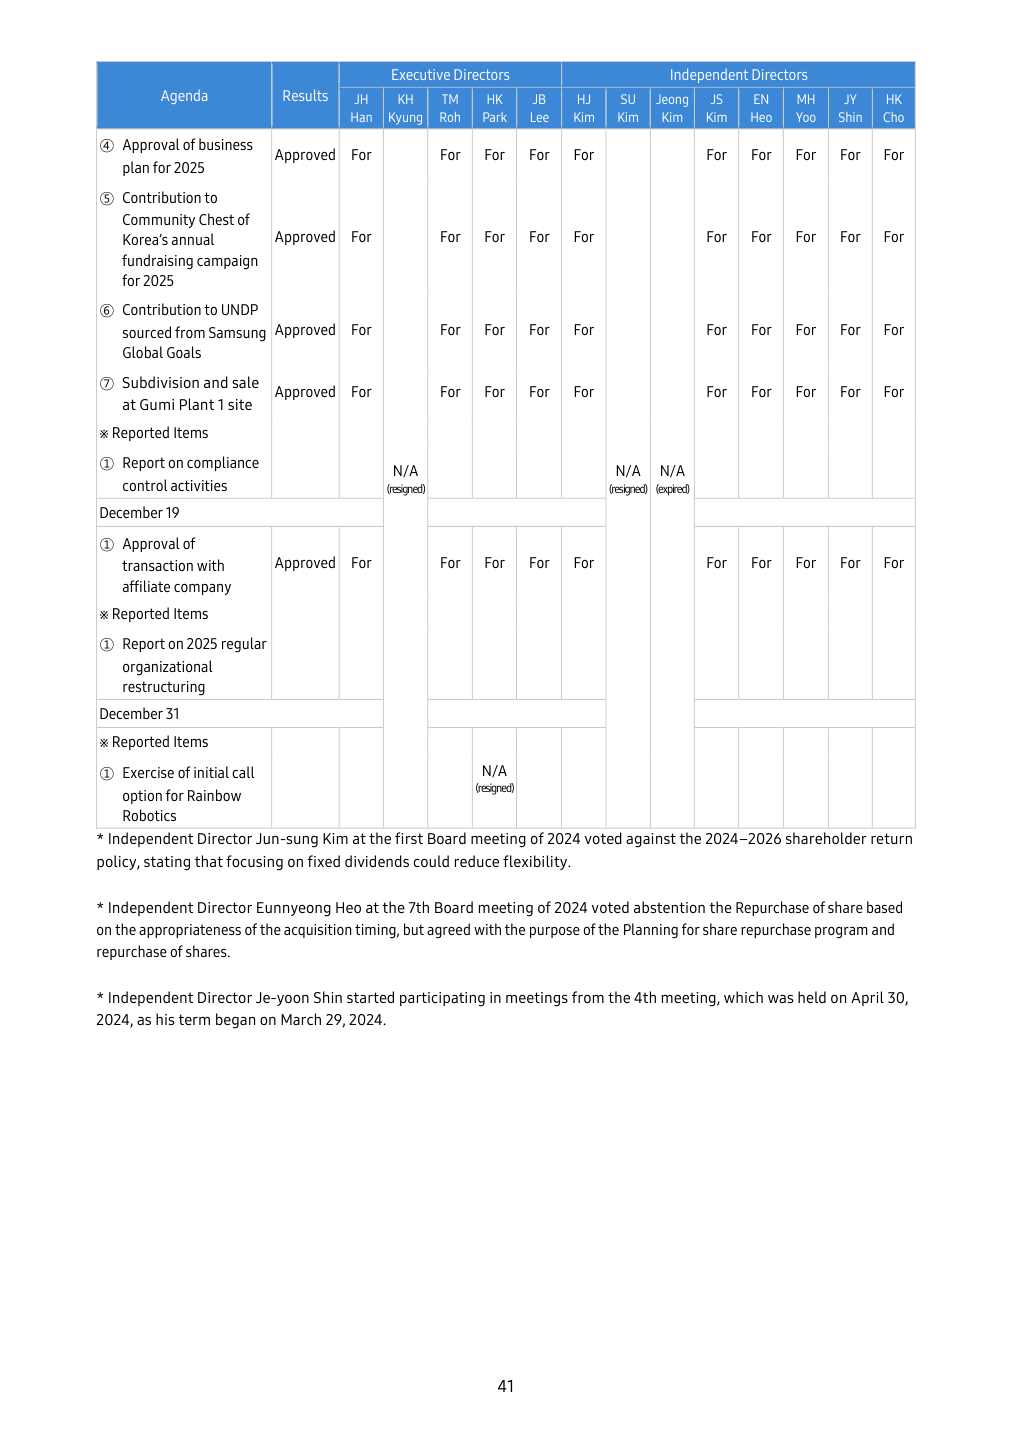 Agenda Results Executive Directors Independent Directors
JH Han KH Kyung TM Roh HK Park JB Lee HJ Kim SU Kim Jeong Kim JS Kim EN Heo MH Yoo JY Shin HK Cho
④ Approval of business
plan for 2025
Approved For For For For For For For For For For
⑤ Contribution to
Community Chest of
Korea’s annual
fundraising campaign
for 2025
Approved For For For For For For For For For For
⑥ Contribution to UNDP
sourced from Samsung
Global Goals
Approved For For For For For For For For For For
⑦ Subdivision and sale
at Gumi Plant 1 site
Approved For For For For For For For For For For
※ Reported Items
① Report on compliance
control activities
N/A (resigned) N/A (resigned) N/A (expired)
December 19
① Approval of
transaction with
affiliate company
Approved For For For For For For For For For For
※ Reported Items
① Report on 2025 regular
organizational
restructuring
December 31
※ Reported Items
① Exercise of initial call
option for Rainbow
Robotics
N/A (resigned)
* Independent Director Jun-sung Kim at the first Board meeting of 2024 voted against the 2024–2026 shareholder return
policy, stating that focusing on fixed dividends could reduce flexibility.
* Independent Director Eunnyeong Heo at the 7th Board meeting of 2024 voted abstention the Repurchase of share based
on the appropriateness of the acquisition timing, but agreed with the purpose of the Planning for share repurchase program and
repurchase of shares.
* Independent Director Je-yoon Shin started participating in meetings from the 4th meeting, which was held on April 30,
2024, as his term began on March 29, 2024.
41